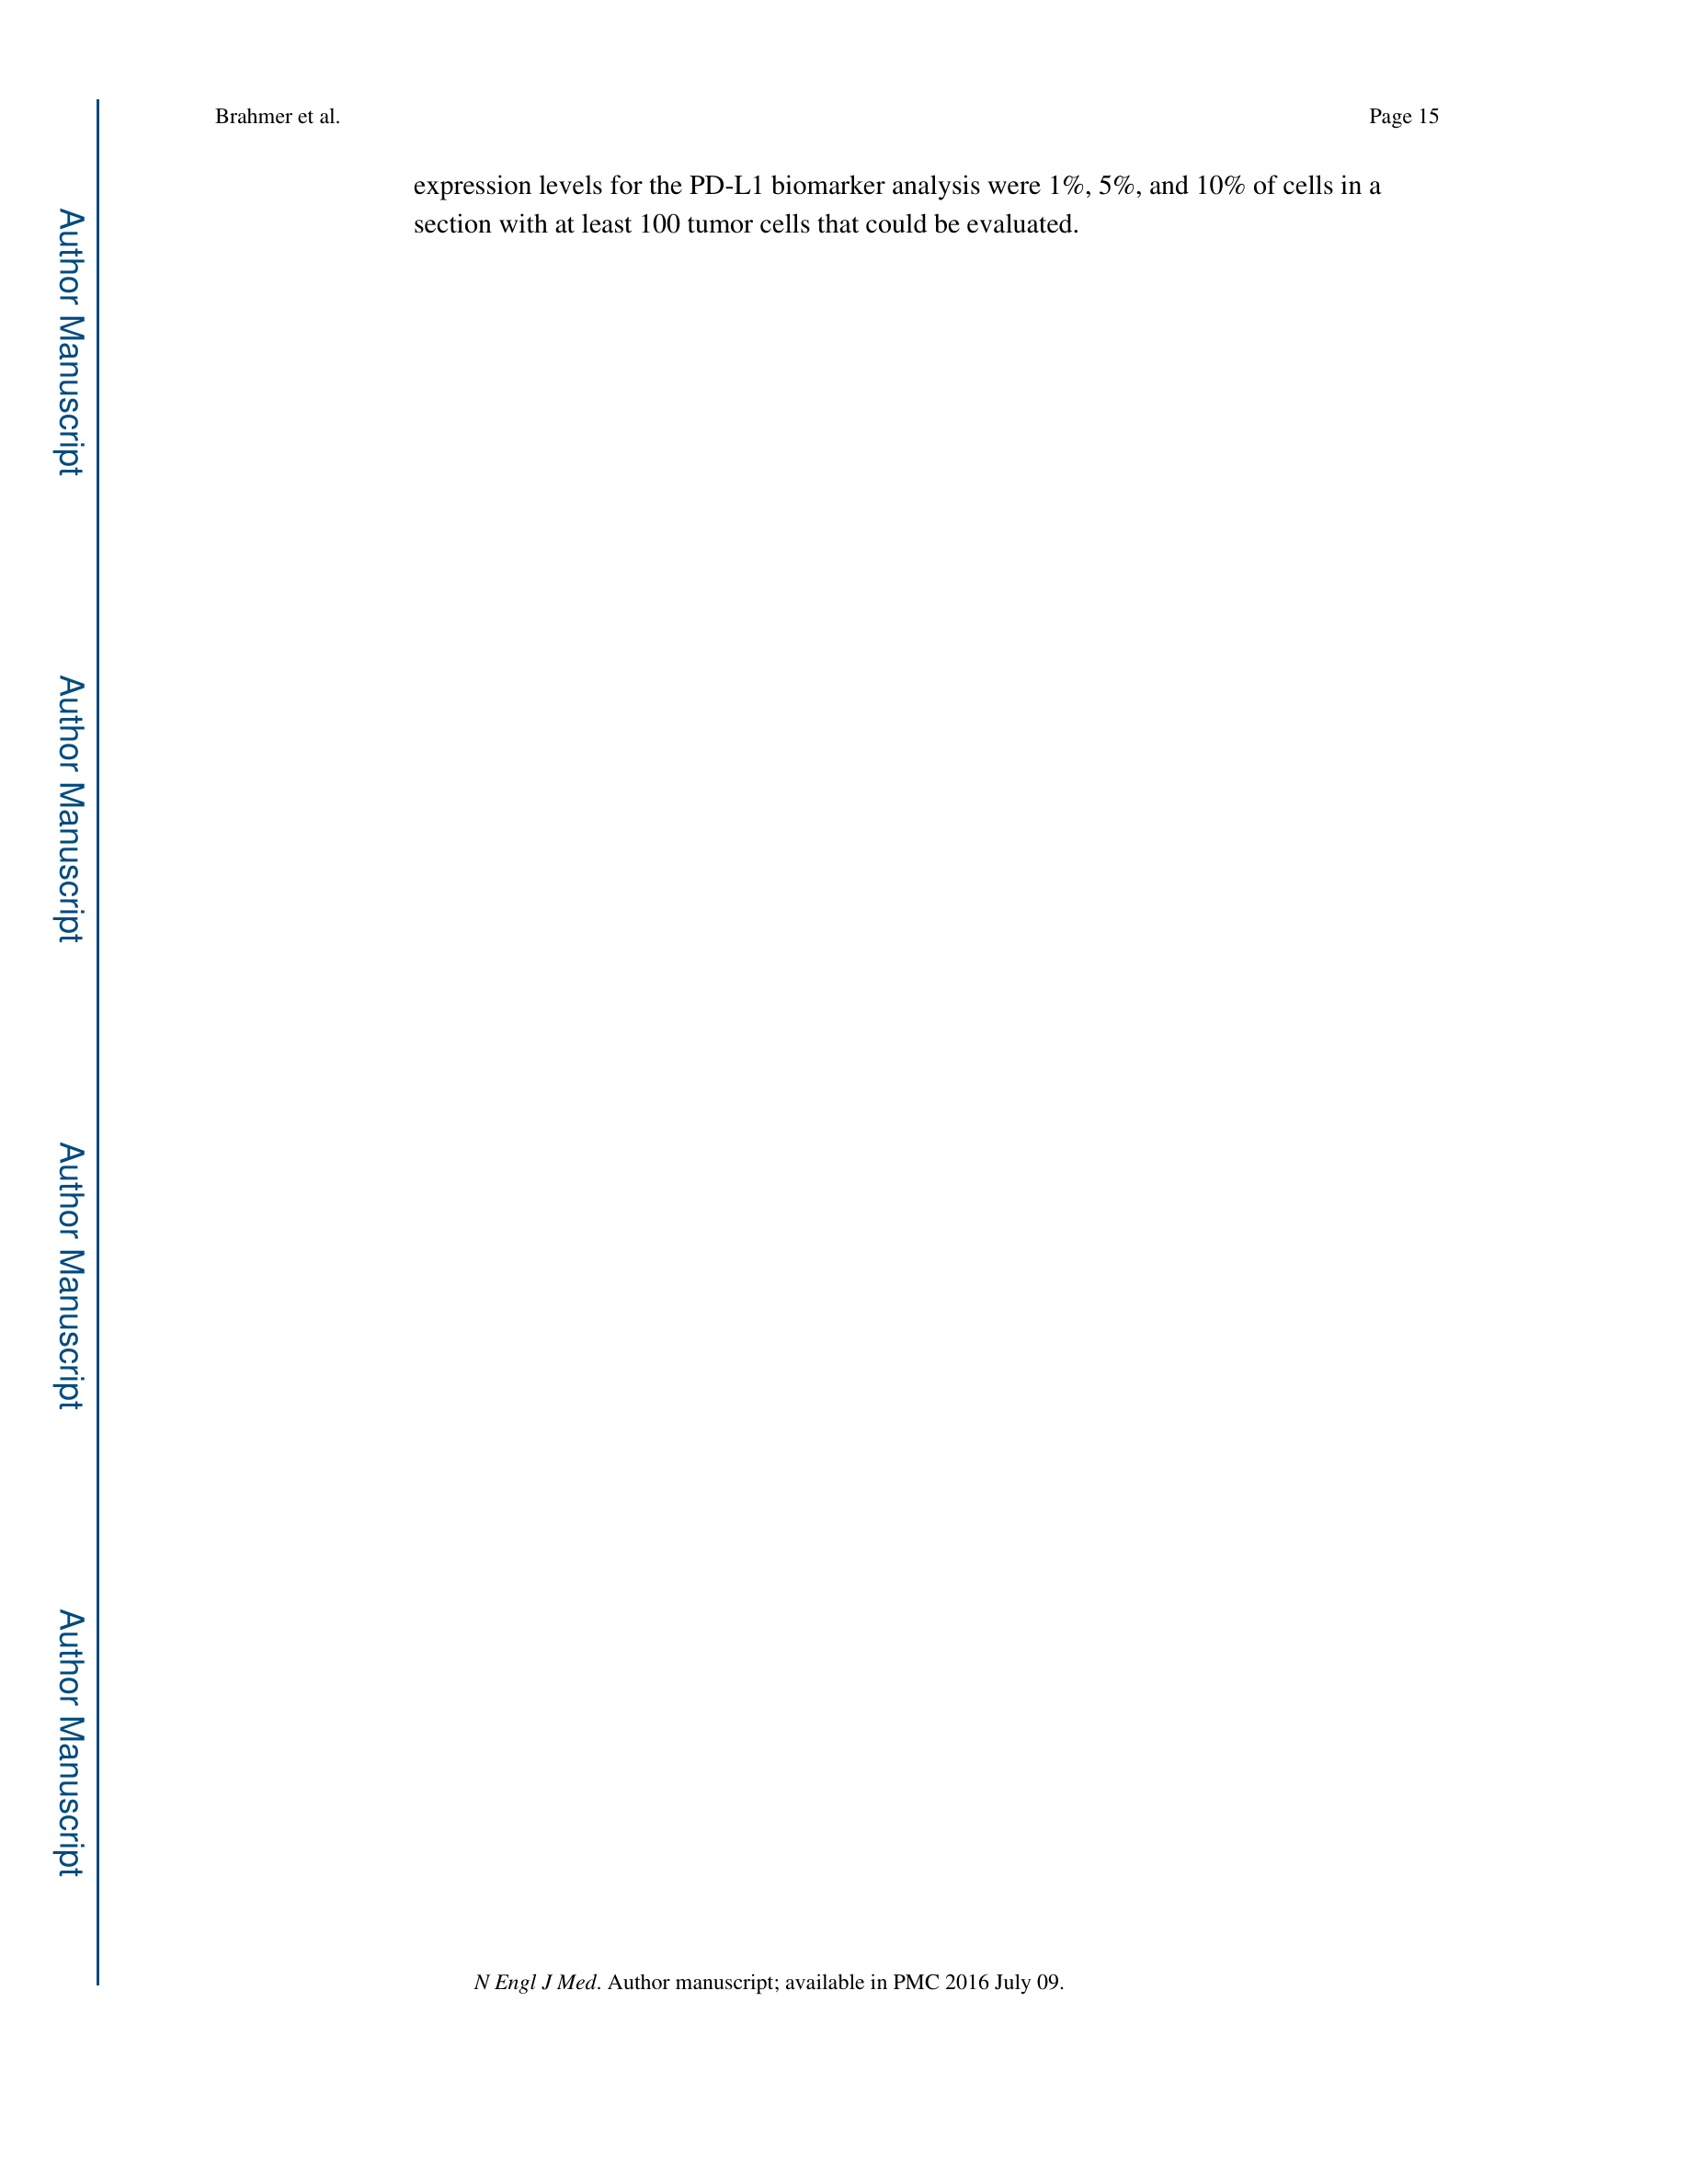 Brahmer et al.
Page 15
expression levels for the PD-L1 biomarker analysis were 1%, 5%, and 10% of cells in a
section with at least 100 tumor cells that could be evaluated.
Author Manuscript
Author Manuscript
Author Manuscript
Author Manuscript
N Engl J Med. Author manuscript; available in PMC 2016 July 09.